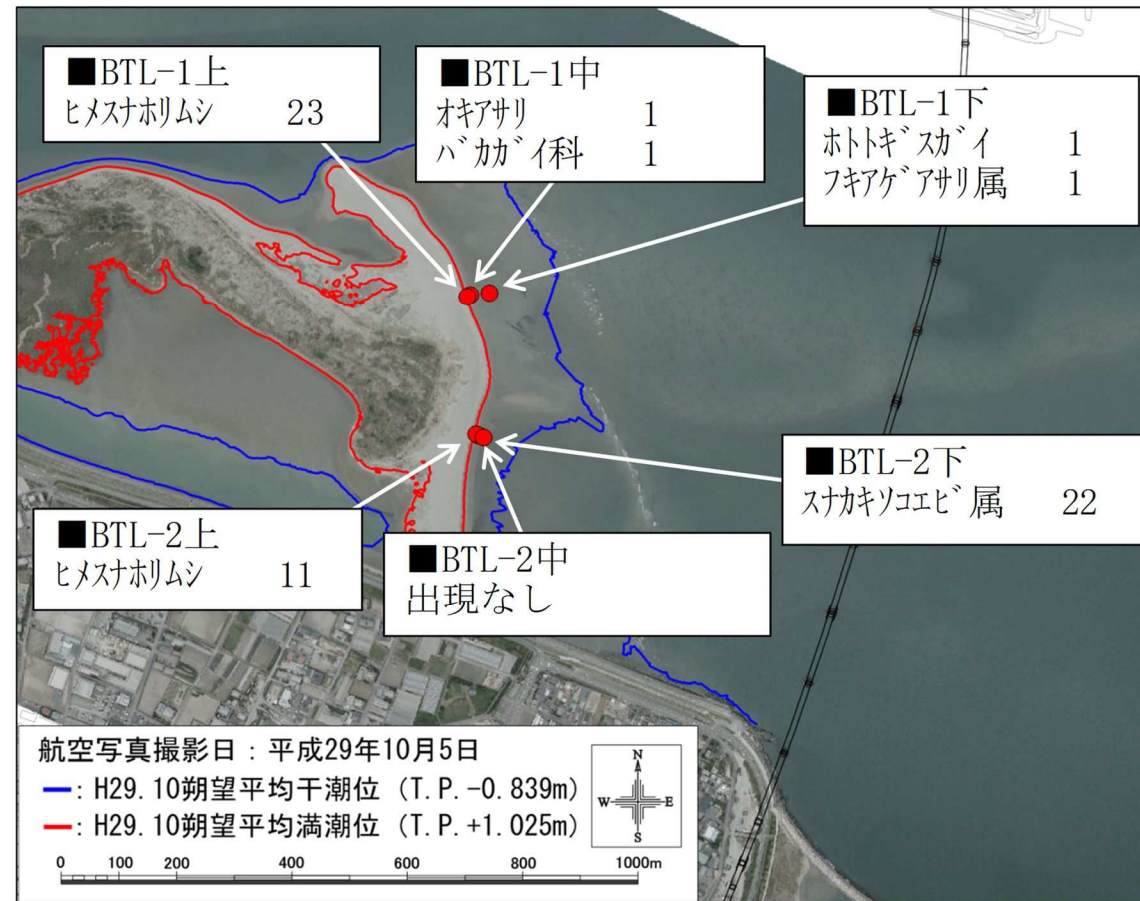 ■BTL-1上
ﾋﾒｽﾅﾎﾘﾑｼ 23
■BTL-1中
ｵｷｱｻﾘ 1
ﾊﾞｶｶﾞｲ科 1
■BTL-1下
ﾎﾄﾄｷﾞｽｶﾞｲ 1
ﾌｷｱｹﾞｱｻﾘ属 1
■BTL-2下
ｽﾅｶｷｿｺｴﾋﾞ属 22
■BTL-2上
ﾋﾒｽﾅﾎﾘﾑｼ 11
■BTL-2中
出現なし
航空写真撮影日：平成29年10月5日
：H29.10朔望平均干潮位（T.P.-0.839m）
：H29.10朔望平均満潮位（T.P.+1.025m）
N
W E
S
0 100 200 400 600 800 1000m